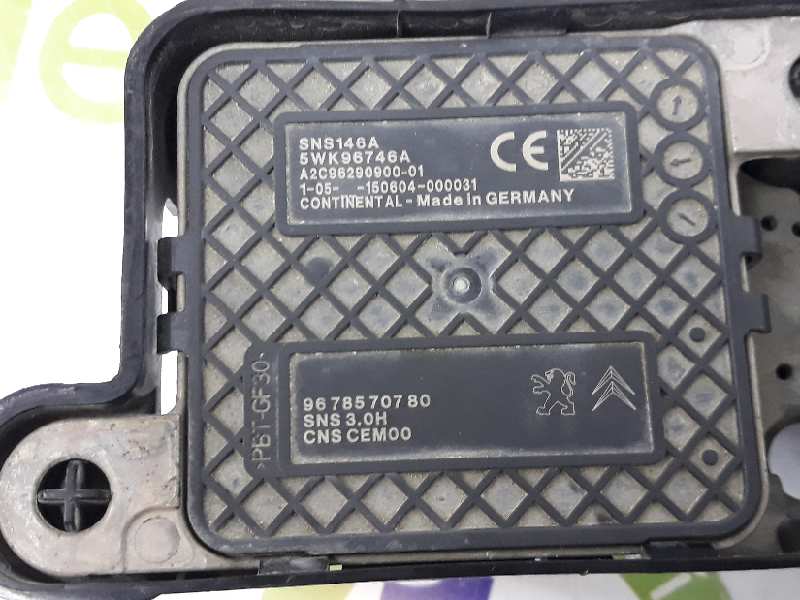 SNS146A
5WK96746A
A2C96290900-01
1-05- -150604-000031
CONTINENTAL - Made in GERMANY
CE
>PBT-GF30<
9678570780
SNS 3.0H
CNS CEM00